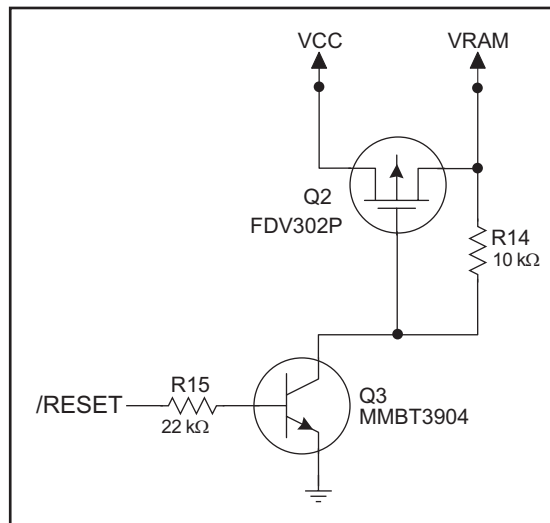 VCC
VRAM
Q2
FDV302P
R14
10 kΩ
R15
22 kΩ
/RESET
Q3
MMBT3904